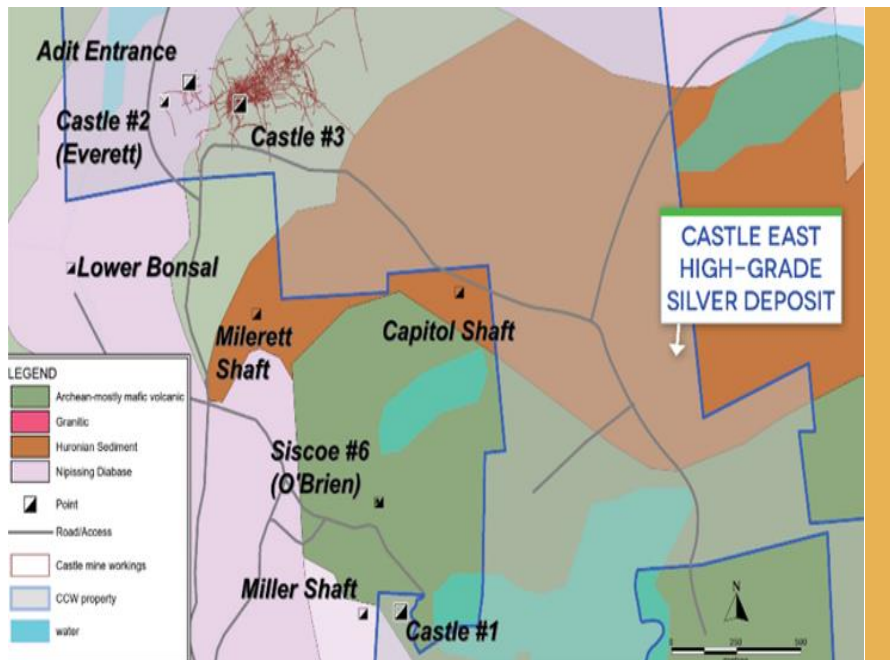 Adit Entrance
Castle #2
(Everett)
Castle #3
CASTLE EAST
HIGH-GRADE
SILVER DEPOSIT
Lower Bonsal
Milerett
Shaft
Capitol Shaft
LEGEND
Archean-mostly mafic volcanic
Granitic
Huronian Sediment
Nipissing Diabase
Point
Road/Access
Castle mine workings
CCW property
water
Siscoe #6
(O'Brien)
Miller Shaft
Castle #1
N
0 250 500